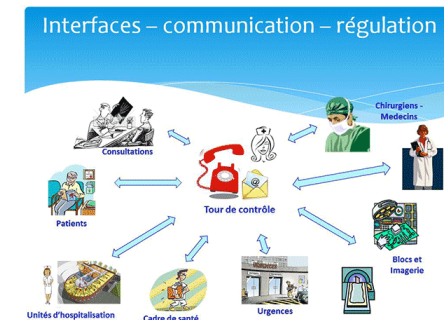 Interfaces – communication – régulation
Chirurgiens -
Medecins
Consultations
Tour de contrôle
Patients
Blocs et
Imagerie
Unités d'hospitalisation
Cadre de santé
Urgences